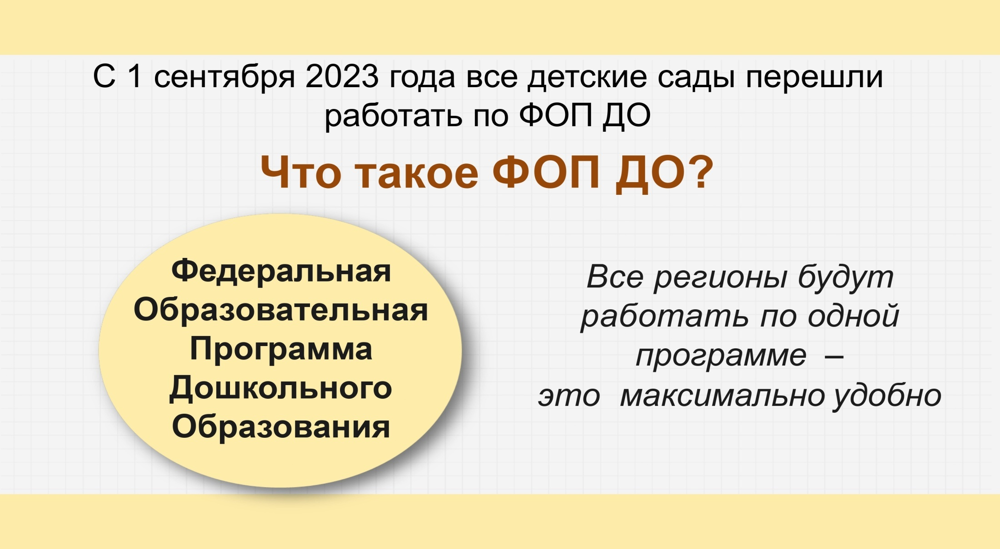 С 1 сентября 2023 года все детские сады перешли
работать по ФОП ДО
Что такое ФОП ДО?
Федеральная
Образовательная
Программа
Дошкольного
Образования
Все регионы будут
работать по одной
программе –
это максимально удобно